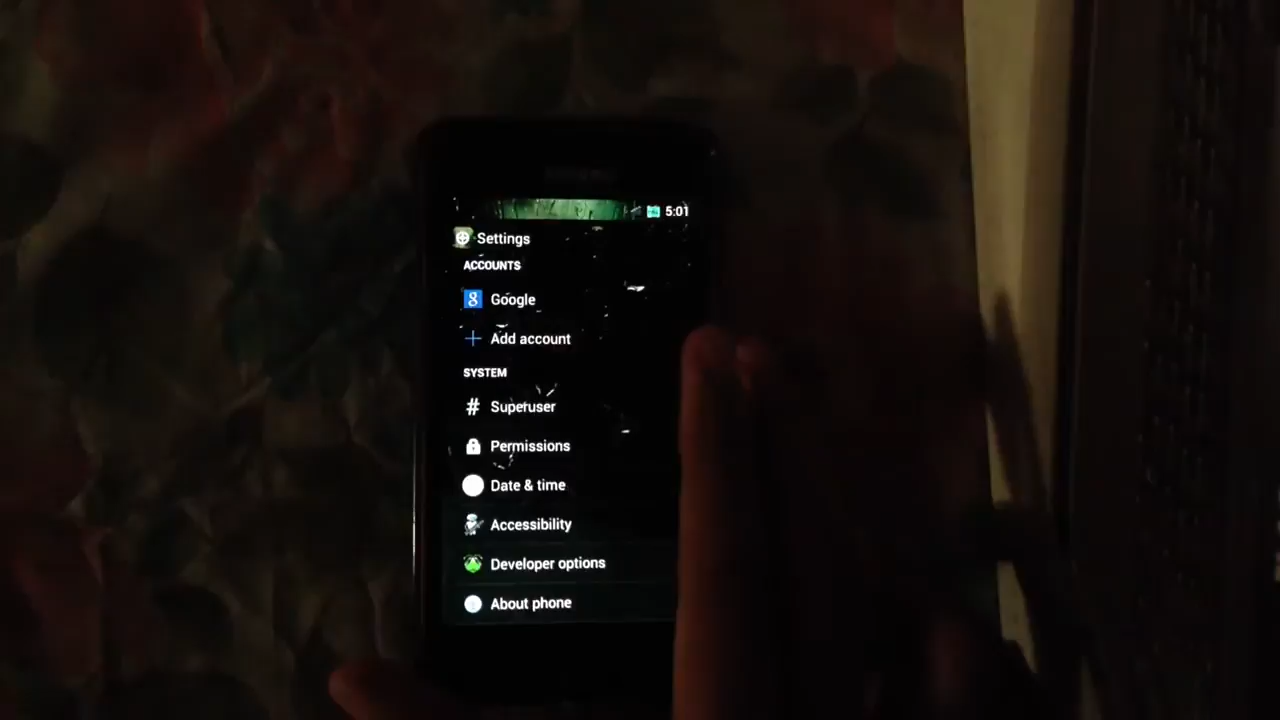 5:01
Settings
ACCOUNTS
Google
Add account
SYSTEM
# Superuser
Permissions
Date & time
Accessibility
Developer options
About phone